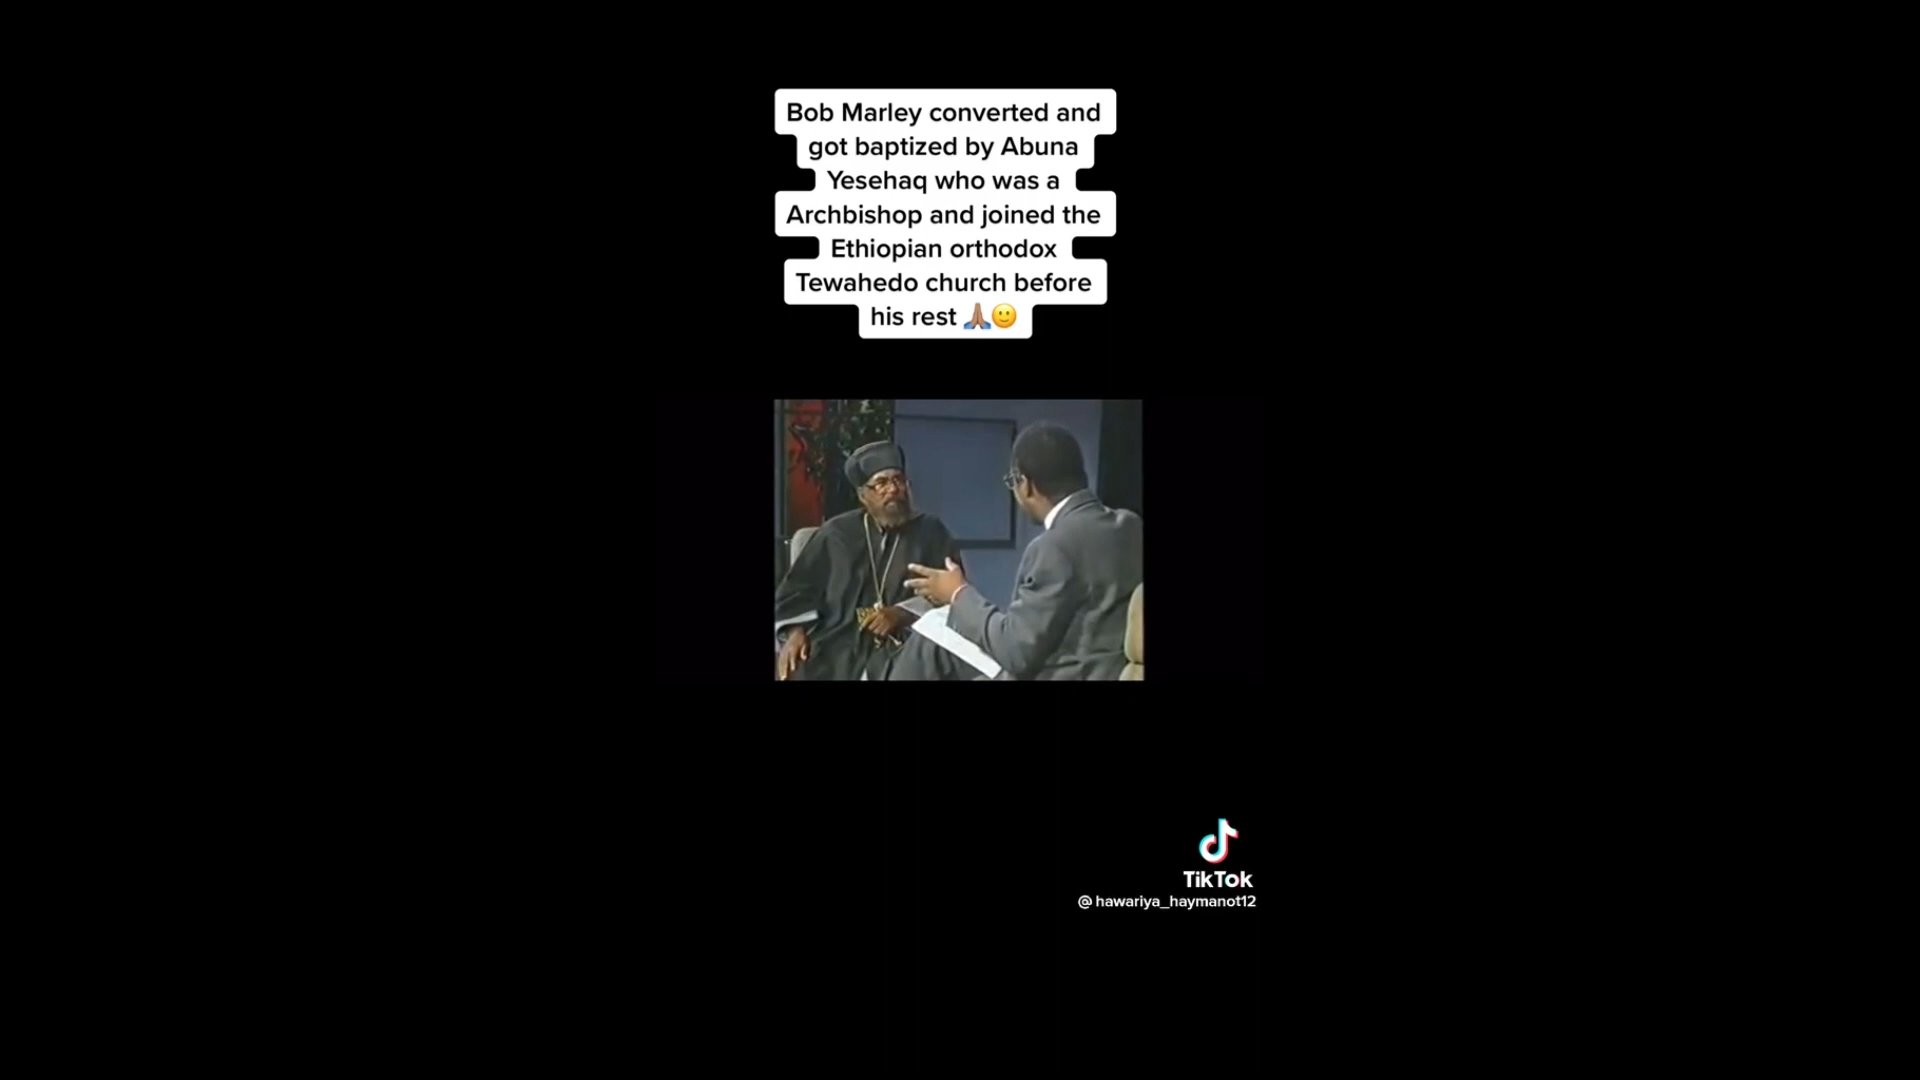 Bob Marley converted and
got baptized by Abuna
Yesehaq who was a
Archbishop and joined the
Ethiopian orthodox
Tewahedo church before
his rest 🙏🏽🙂
TikTok
@hawariya_haymanot12